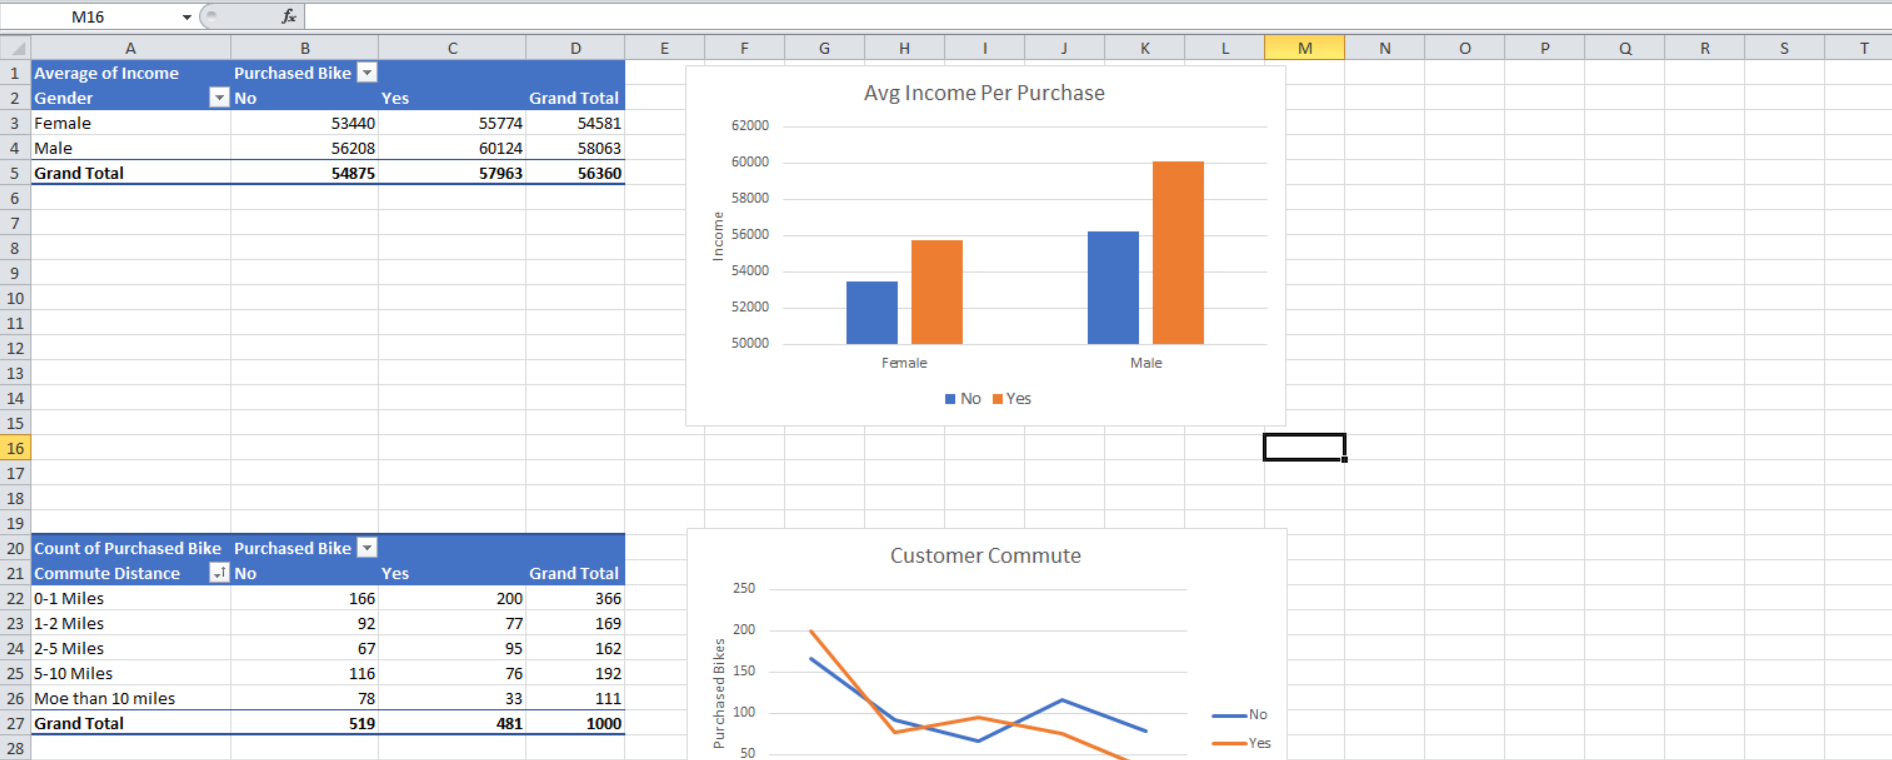 M16 fx
A B C D E F G H I J K L M N O P Q R S T
1 Average of Income Purchased Bike
2 Gender No Yes Grand Total
3 Female 53440 55774 54581
4 Male 56208 60124 58063
5 Grand Total 54875 57963 56360
6
7
8
9
10
11
12
13
14
15
16
17
18
19
20 Count of Purchased Bike Purchased Bike
21 Commute Distance No Yes Grand Total
22 0-1 Miles 166 200 366
23 1-2 Miles 92 77 169
24 2-5 Miles 67 95 162
25 5-10 Miles 116 76 192
26 Moe than 10 miles 78 33 111
27 Grand Total 519 481 1000
28
Avg Income Per Purchase
62000
60000
58000
56000
54000
52000
50000
Income
Female Male
No Yes
Customer Commute
250
200
150
100
50
Purchased Bikes
No
Yes